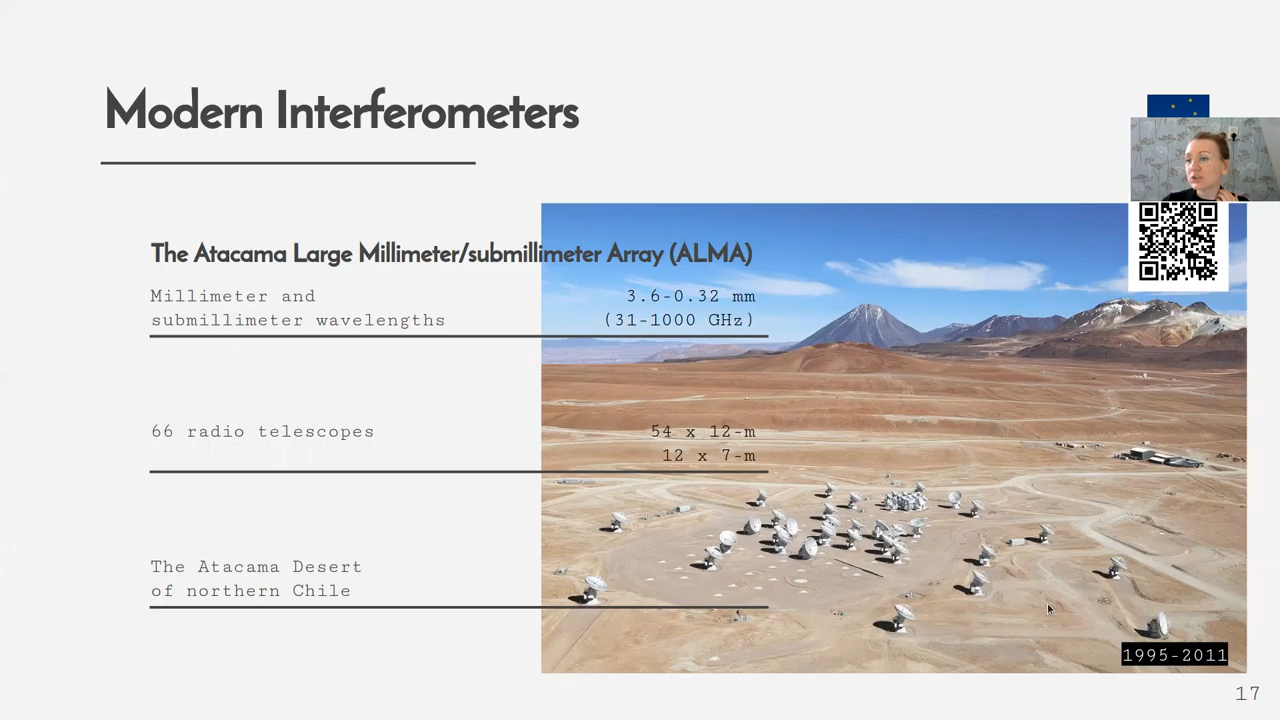 Modern Interferometers
The Atacama Large Millimeter/submillimeter Array (ALMA)
Millimeter and
submillimeter wavelengths
3.6-0.32 mm
(31-1000 GHz)
66 radio telescopes
54 x 12-m
12 x 7-m
The Atacama Desert
of northern Chile
1995-2011
17